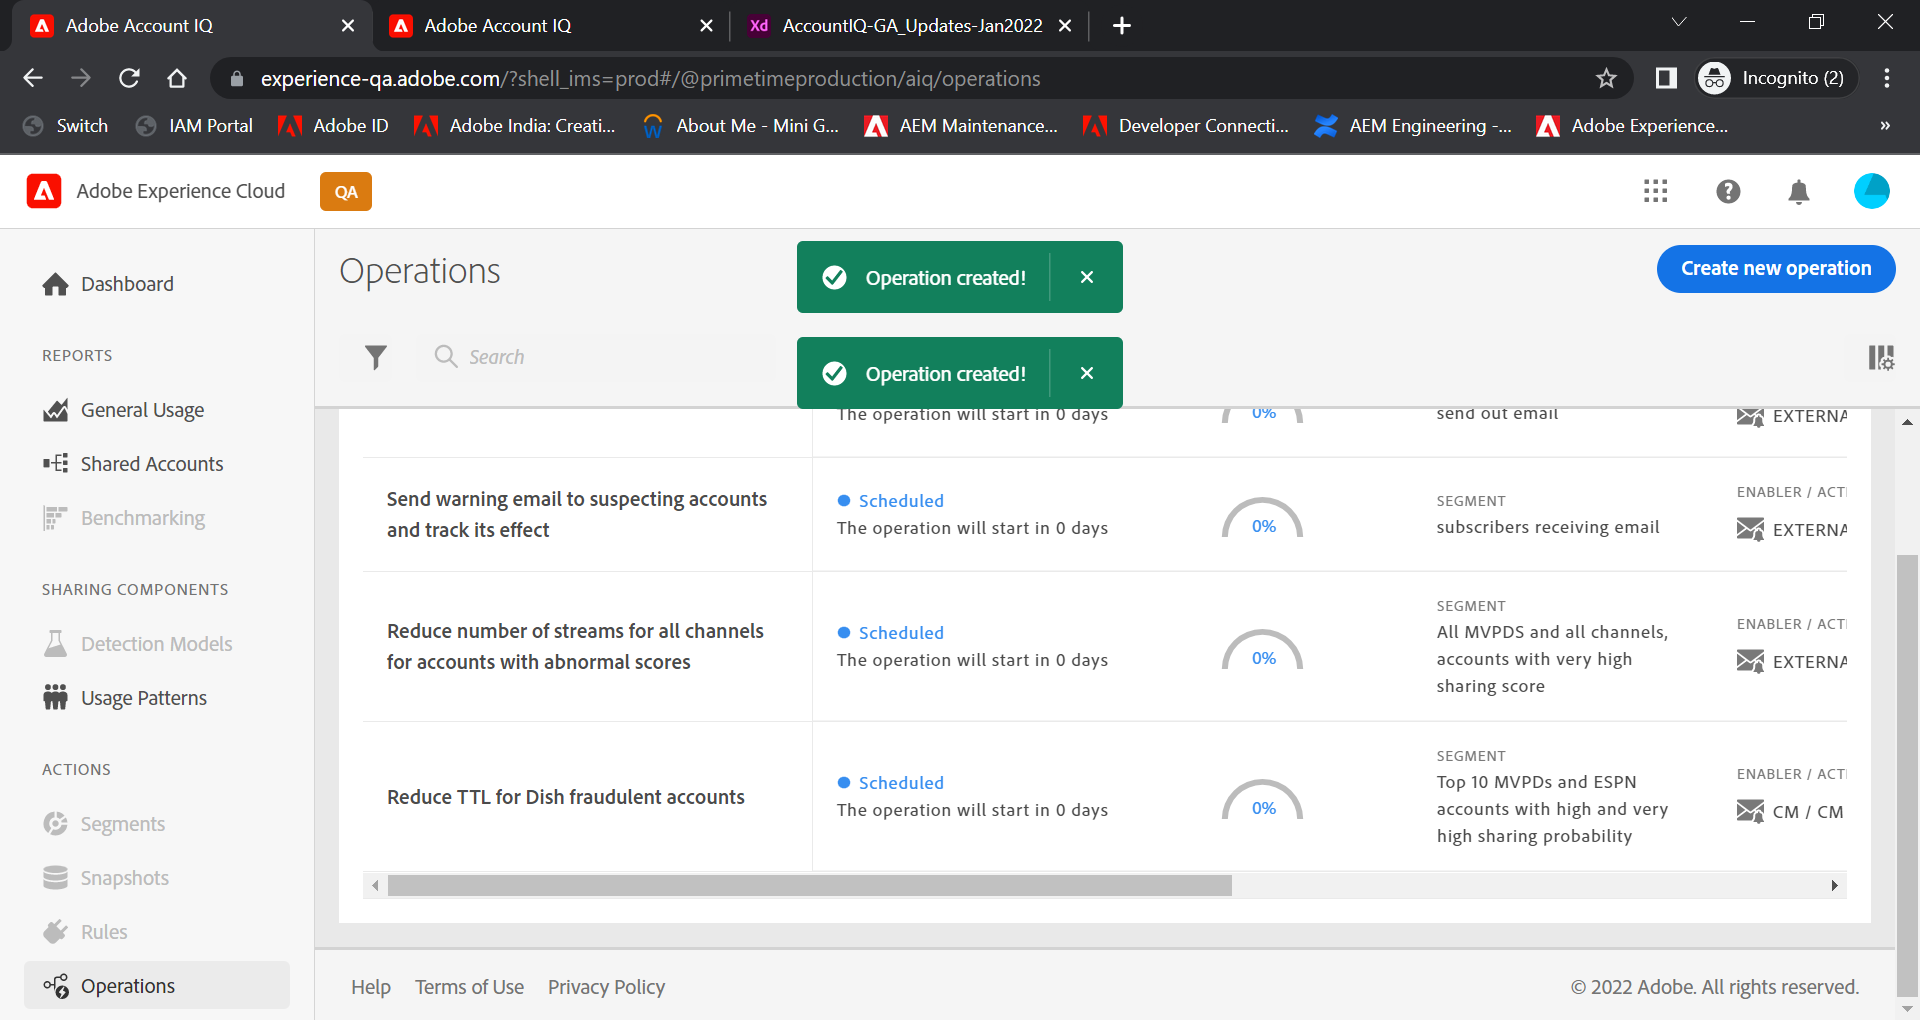 Adobe Account IQ
Adobe Account IQ
Xd AccountIQ-GA_Updates-Jan2022
experience-qa.adobe.com/?shell_ims=prod#/@primetimeproduction/aiq/operations
Incognito (2)
Switch
IAM Portal
Adobe ID
Adobe India: Creati...
About Me - Mini G...
AEM Maintenance...
Developer Connecti...
AEM Engineering -...
Adobe Experience...
»
Adobe Experience Cloud
QA
Dashboard
REPORTS
General Usage
Shared Accounts
Benchmarking
SHARING COMPONENTS
Detection Models
Usage Patterns
ACTIONS
Segments
Snapshots
Rules
Operations
Operations
Operation created!
Operation created!
Create new operation
Search
The operation will start in 0 days
0%
send out email
EXTERNA
Send warning email to suspecting accounts
and track its effect
Scheduled
The operation will start in 0 days
0%
SEGMENT
subscribers receiving email
ENABLER / ACTI
EXTERNA
Reduce number of streams for all channels
for accounts with abnormal scores
Scheduled
The operation will start in 0 days
0%
SEGMENT
All MVPDS and all channels,
accounts with very high
sharing score
ENABLER / ACTI
EXTERNA
Reduce TTL for Dish fraudulent accounts
Scheduled
The operation will start in 0 days
0%
SEGMENT
Top 10 MVPDs and ESPN
accounts with high and very
high sharing probability
ENABLER / ACTI
CM / CM
Help
Terms of Use
Privacy Policy
© 2022 Adobe. All rights reserved.